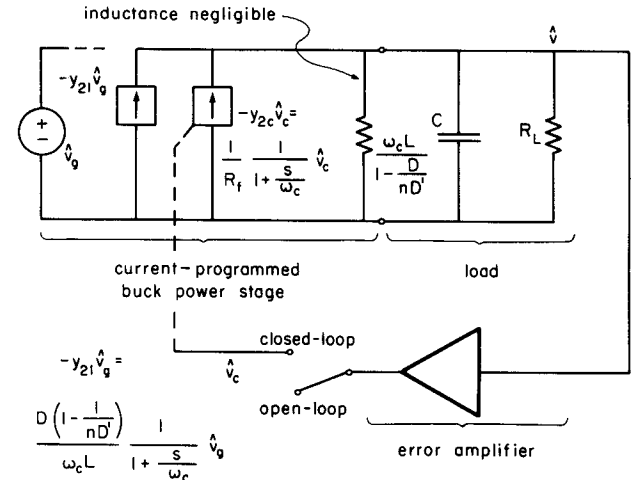 inductance negligible
v̂
-y₂₁ v̂g
+
−
v̂g
-y₂c v̂c =
1/Rf 1/(1 + s/ωc) v̂c
ωcL/(1 - D/nD')
C
RL
current-programmed
buck power stage
load
closed-loop
v̂c
open-loop
error amplifier
-y₂₁ v̂g =
D(1 - 1/nD')/ωcL 1/(1 + s/ωc) v̂g